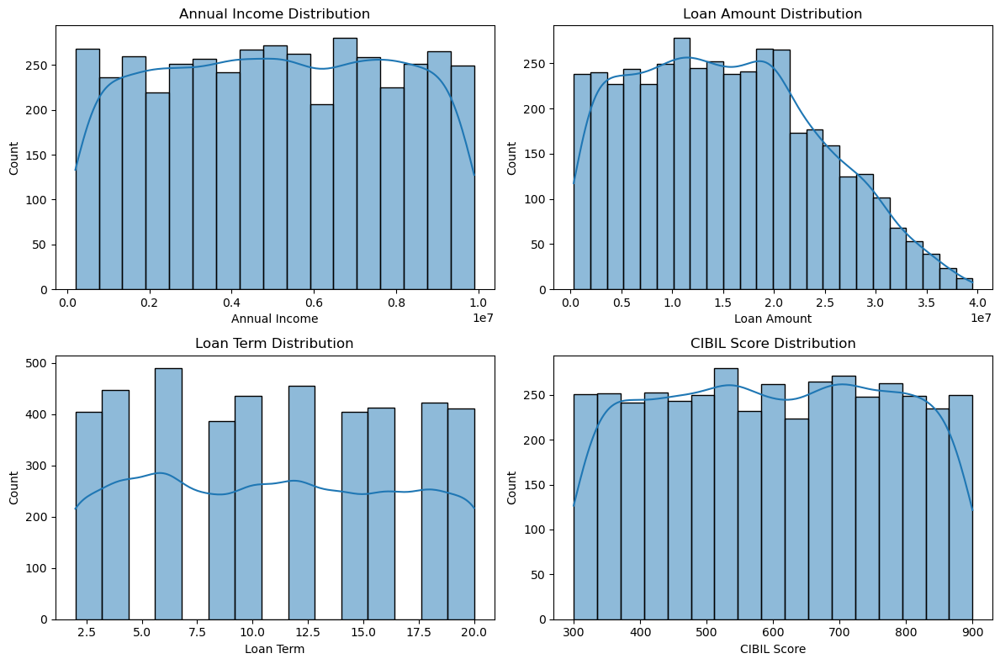 Annual Income Distribution
Count
250
200
150
100
50
0
0.0 0.2 0.4 0.6 0.8 1.0
1e7
Annual Income
Loan Amount Distribution
Count
250
200
150
100
50
0
0.0 0.5 1.0 1.5 2.0 2.5 3.0 3.5 4.0
1e7
Loan Amount
Loan Term Distribution
Count
500
400
300
200
100
0
2.5 5.0 7.5 10.0 12.5 15.0 17.5 20.0
Loan Term
CIBIL Score Distribution
Count
250
200
150
100
50
0
300 400 500 600 700 800 900
CIBIL Score